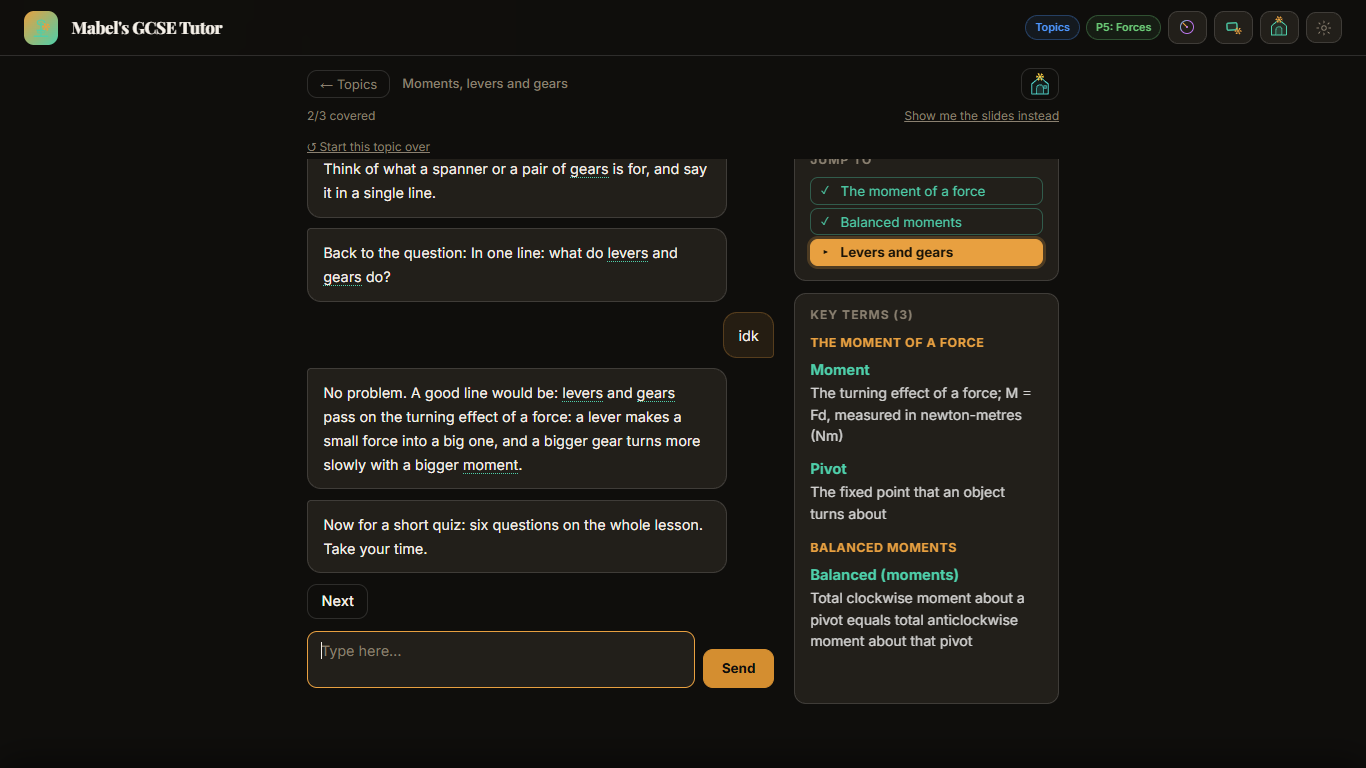 Mabel's GCSE Tutor
Topics
P5: Forces
← Topics
Moments, levers and gears
2/3 covered
Show me the slides instead
↺ Start this topic over
Think of what a spanner or a pair of gears is for, and say
it in a single line.
Back to the question: In one line: what do levers and
gears do?
idk
No problem. A good line would be: levers and gears
pass on the turning effect of a force: a lever makes a
small force into a big one, and a bigger gear turns more
slowly with a bigger moment.
Now for a short quiz: six questions on the whole lesson.
Take your time.
Next
Type here...
Send
JUMP TO
✓ The moment of a force
✓ Balanced moments
▸ Levers and gears
KEY TERMS (3)
THE MOMENT OF A FORCE
Moment
The turning effect of a force; M =
Fd, measured in newton-metres
(Nm)
Pivot
The fixed point that an object
turns about
BALANCED MOMENTS
Balanced (moments)
Total clockwise moment about a
pivot equals total anticlockwise
moment about that pivot